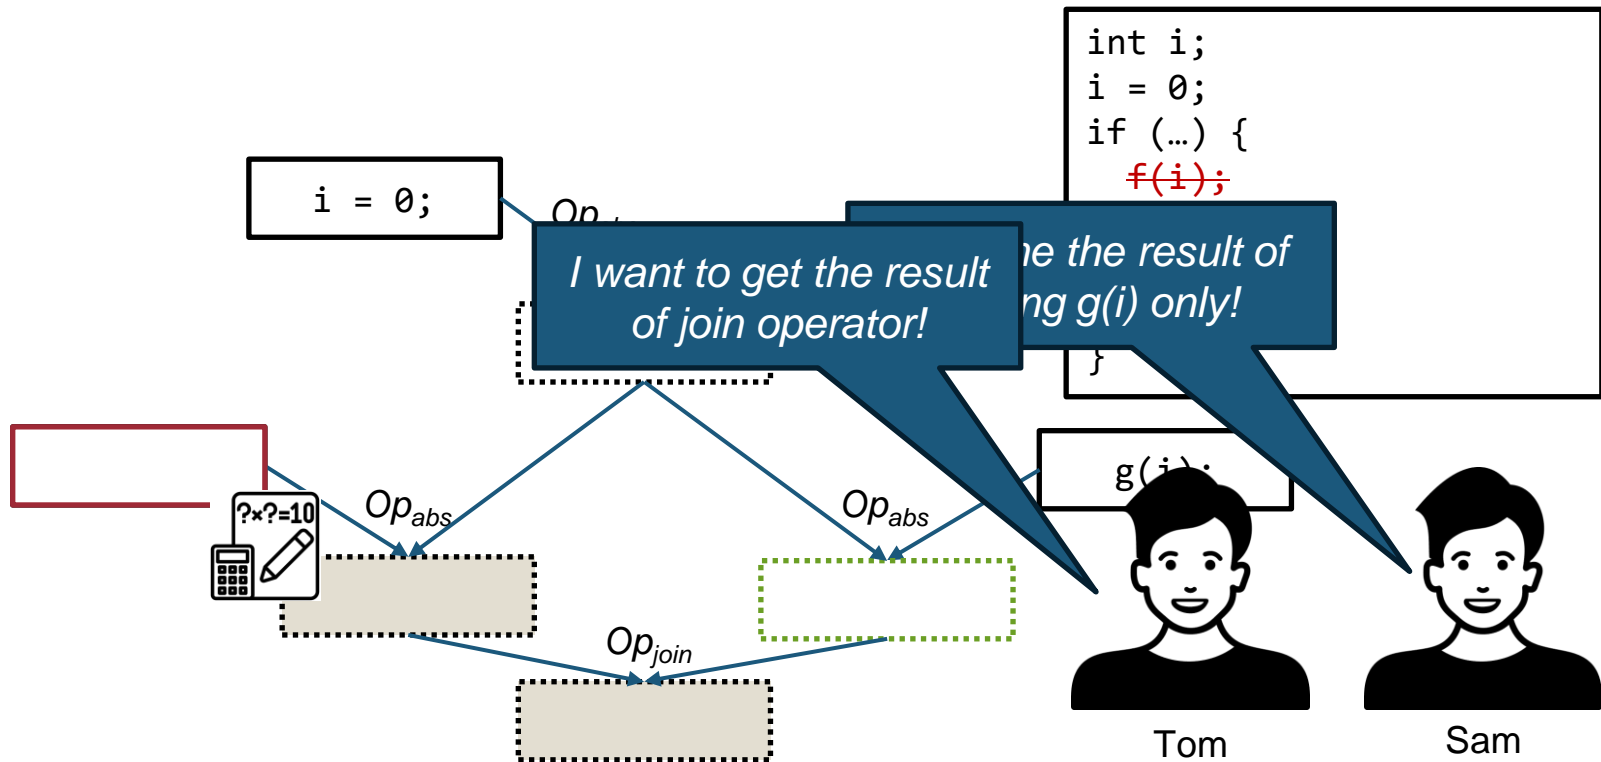 int i;
i = 0;
if (…) {
f(i);
}
i = 0;
Op
I want to get the result
of join operator!
the result of
g(i) only!
g(i);
?×?=10
Op_abs
Op_abs
Op_join
Tom
Sam